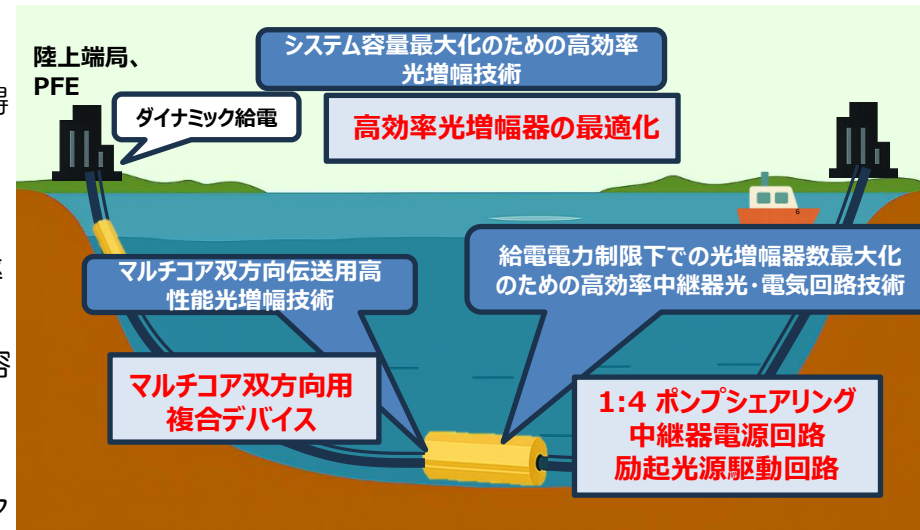 陸上端局、
PFE
システム容量最大化のための高効率
光増幅技術
ダイナミック給電
高効率光増幅器の最適化
マルチコア双方向伝送用高
性能光増幅技術
給電電力制限下での光増幅器数最大化
のための高効率中継器光・電気回路技術
マルチコア双方向用
複合デバイス
1:4 ポンプシェアリング
中継器電源回路
励起光源駆動回路
6